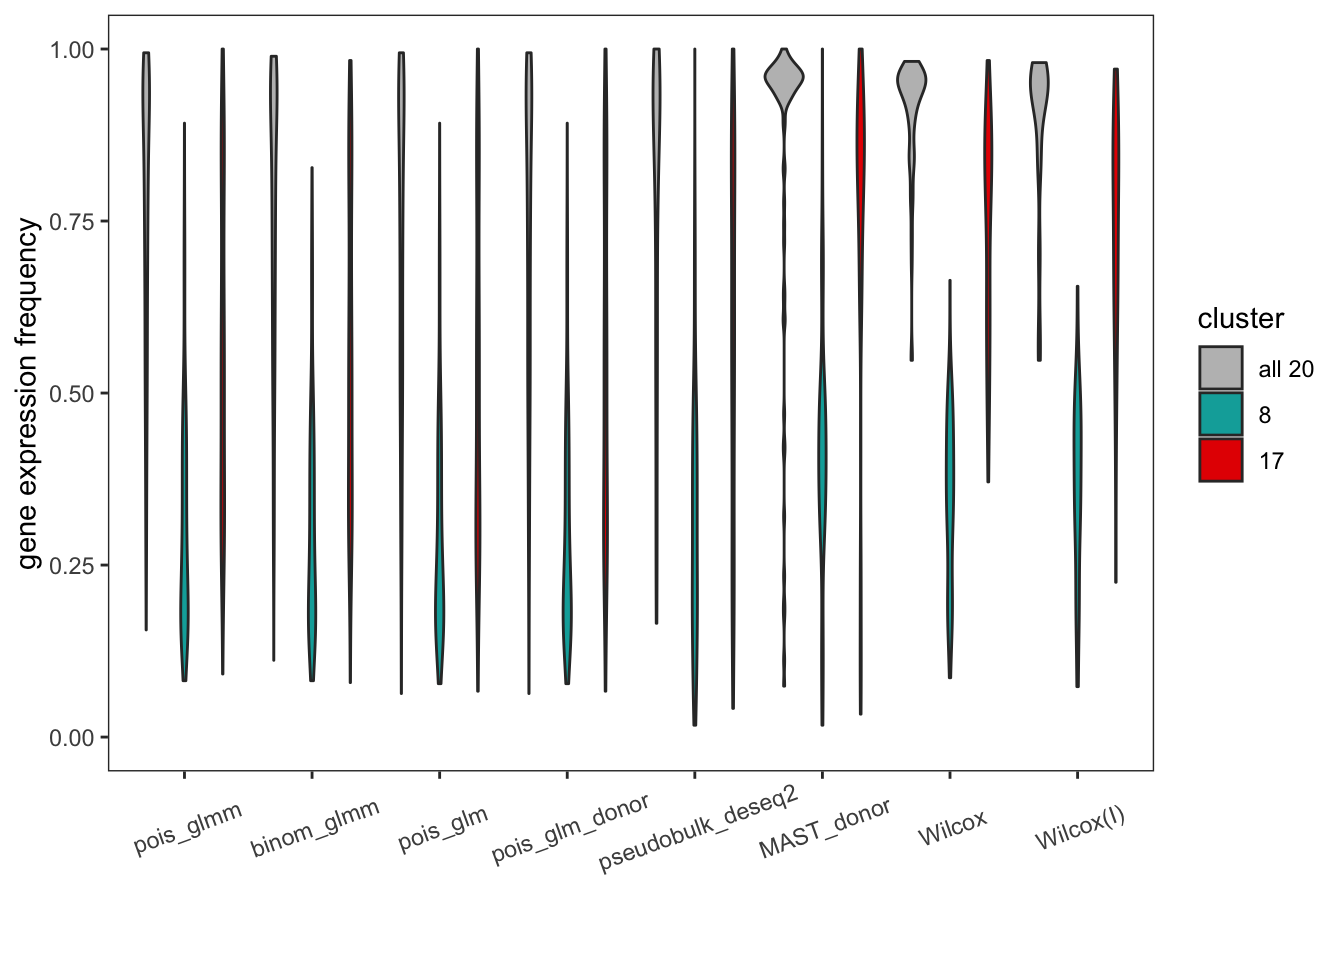 1.00
0.75
0.50
0.25
0.00
gene expression frequency
pois_glmm
binom_glmm
pois_glm
pois_glm_donor
pseudobulk_deseq2
MAST_donor
Wilcox
Wilcox(l)
cluster
all 20
8
17